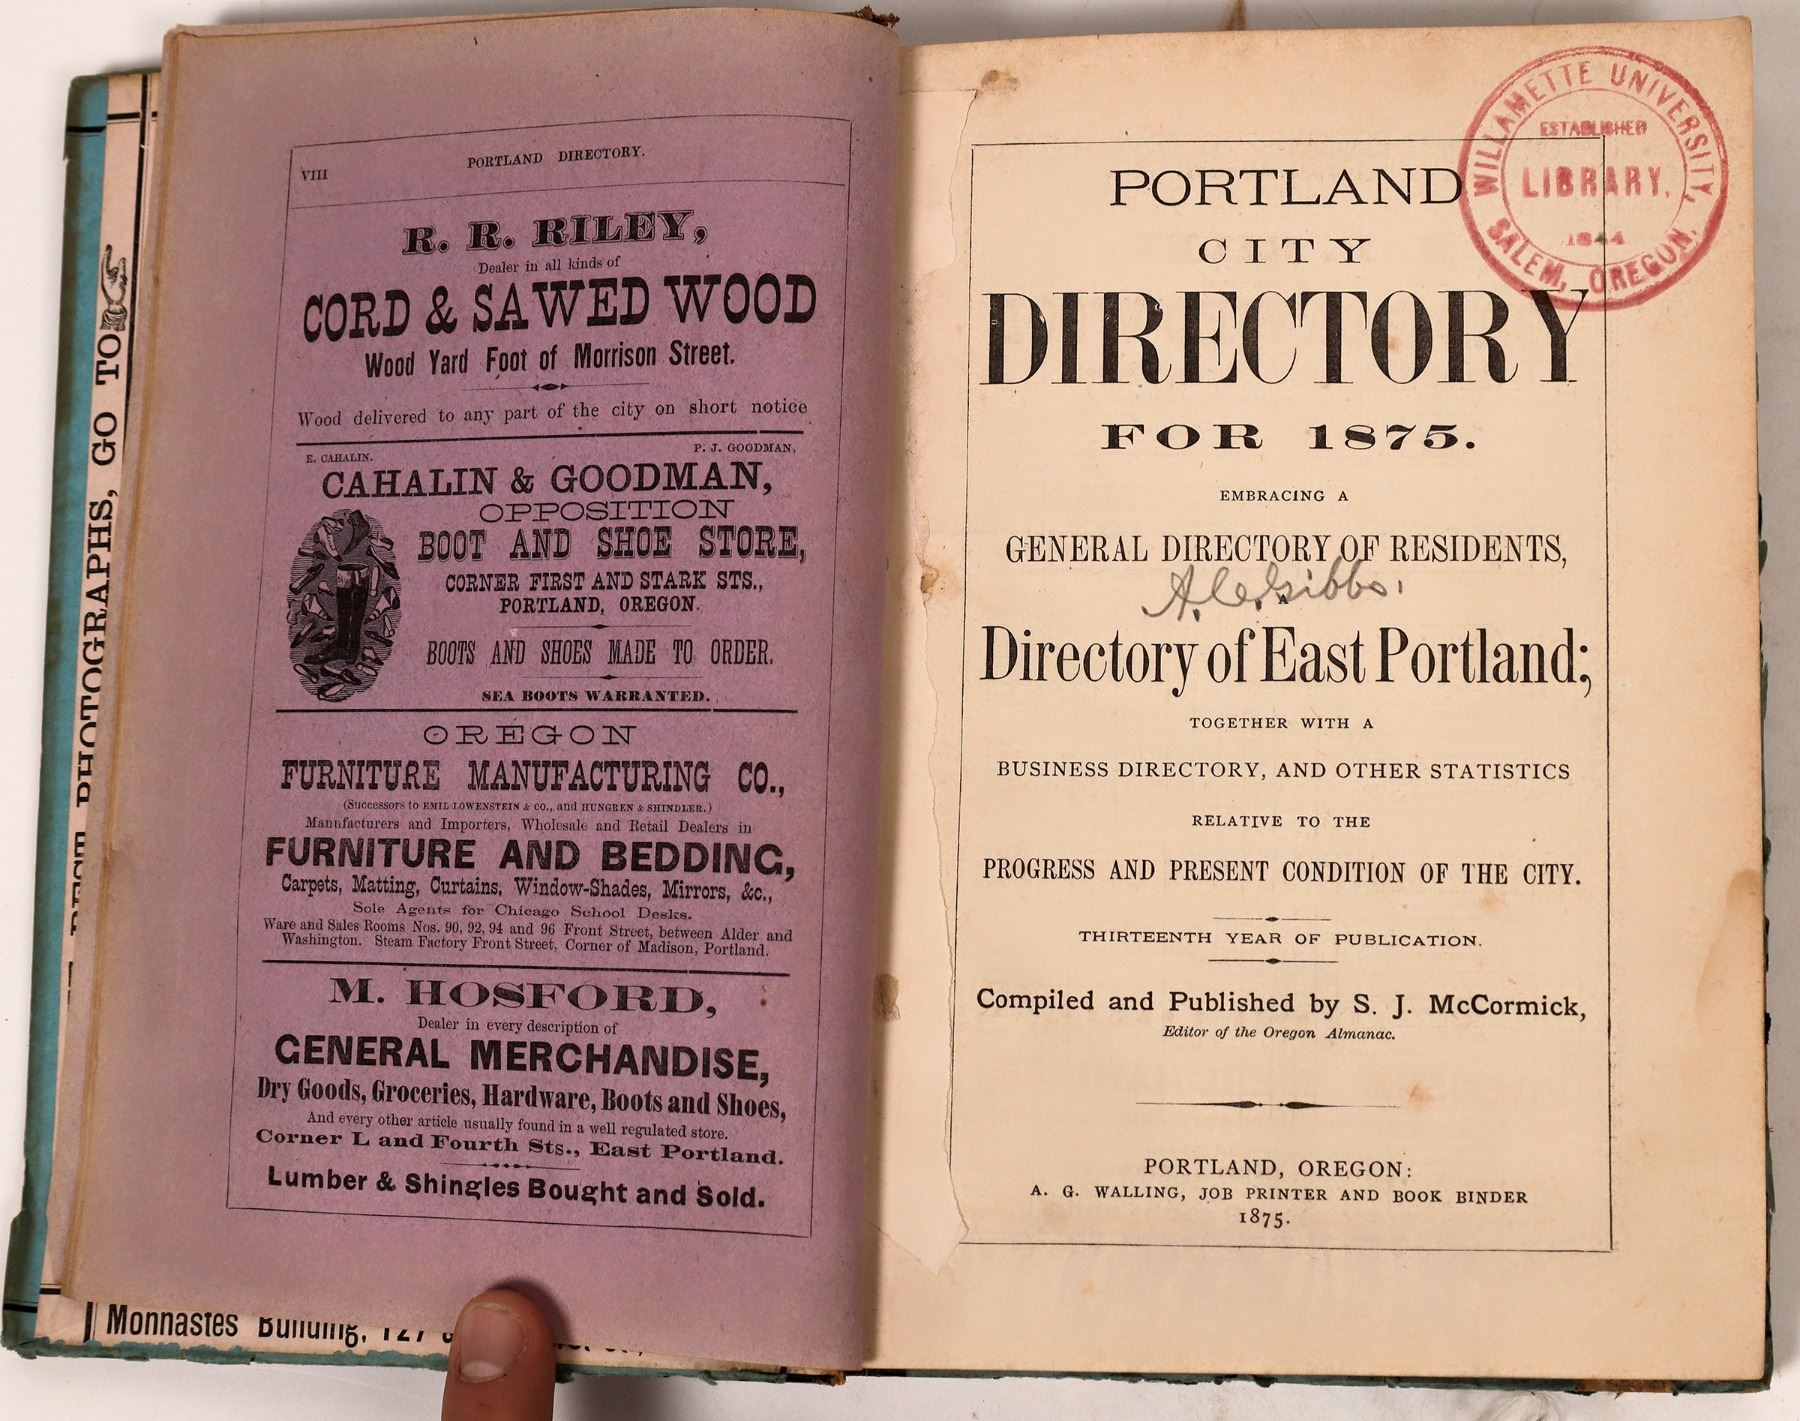 PHOTOGRAPHS, GO TO
VIII
PORTLAND DIRECTORY.
R. R. RILEY,
Dealer in all kinds of
CORD & SAWED WOOD
Wood Yard Foot of Morrison Street.
Wood delivered to any part of the city on short notice
E. CAHALIN.
P. J. GOODMAN,
CAHALIN & GOODMAN,
OPPOSITION
BOOT AND SHOE STORE,
CORNER FIRST AND STARK STS.,
PORTLAND, OREGON.
BOOTS AND SHOES MADE TO ORDER.
SEA BOOTS WARRANTED.
OREGON
FURNITURE MANUFACTURING CO.,
(Successors to EMIL LOWENSTEIN & CO., and HUNGREN & SHINDLER.)
Manufacturers and Importers, Wholesale and Retail Dealers in
FURNITURE AND BEDDING,
Carpets, Matting, Curtains, Window-Shades, Mirrors, &c.,
Sole Agents for Chicago School Desks.
Ware and Sales Rooms Nos. 90, 92, 94 and 96 Front Street, between Alder and
Washington. Steam Factory Front Street, Corner of Madison, Portland.
M. HOSFORD,
Dealer in every description of
GENERAL MERCHANDISE,
Dry Goods, Groceries, Hardware, Boots and Shoes,
And every other article usually found in a well regulated store.
Corner L and Fourth Sts., East Portland.
Lumber & Shingles Bought and Sold.
Monnastes Building, 127
WILLAMETTE UNIVERSITY,
ESTABLISHED
LIBRARY,
1844
SALEM, OREGON.
PORTLAND
CITY
DIRECTORY
FOR 1875.
EMBRACING A
GENERAL DIRECTORY OF RESIDENTS,
A. C. Gibbs.
A
Directory of East Portland;
TOGETHER WITH A
BUSINESS DIRECTORY, AND OTHER STATISTICS
RELATIVE TO THE
PROGRESS AND PRESENT CONDITION OF THE CITY.
THIRTEENTH YEAR OF PUBLICATION.
Compiled and Published by S. J. McCormick,
Editor of the Oregon Almanac.
PORTLAND, OREGON:
A. G. WALLING, JOB PRINTER AND BOOK BINDER
1875.